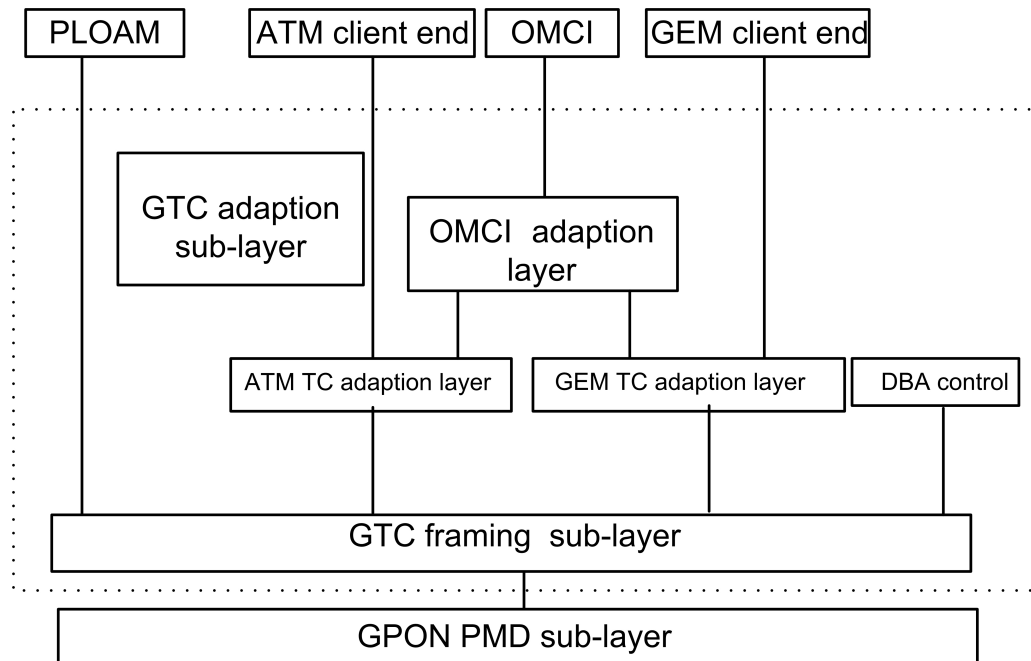 PLOAM
ATM client end
OMCI
GEM client end
GTC adaption
sub-layer
OMCI adaption
layer
ATM TC adaption layer
GEM TC adaption layer
DBA control
GTC framing sub-layer
GPON PMD sub-layer